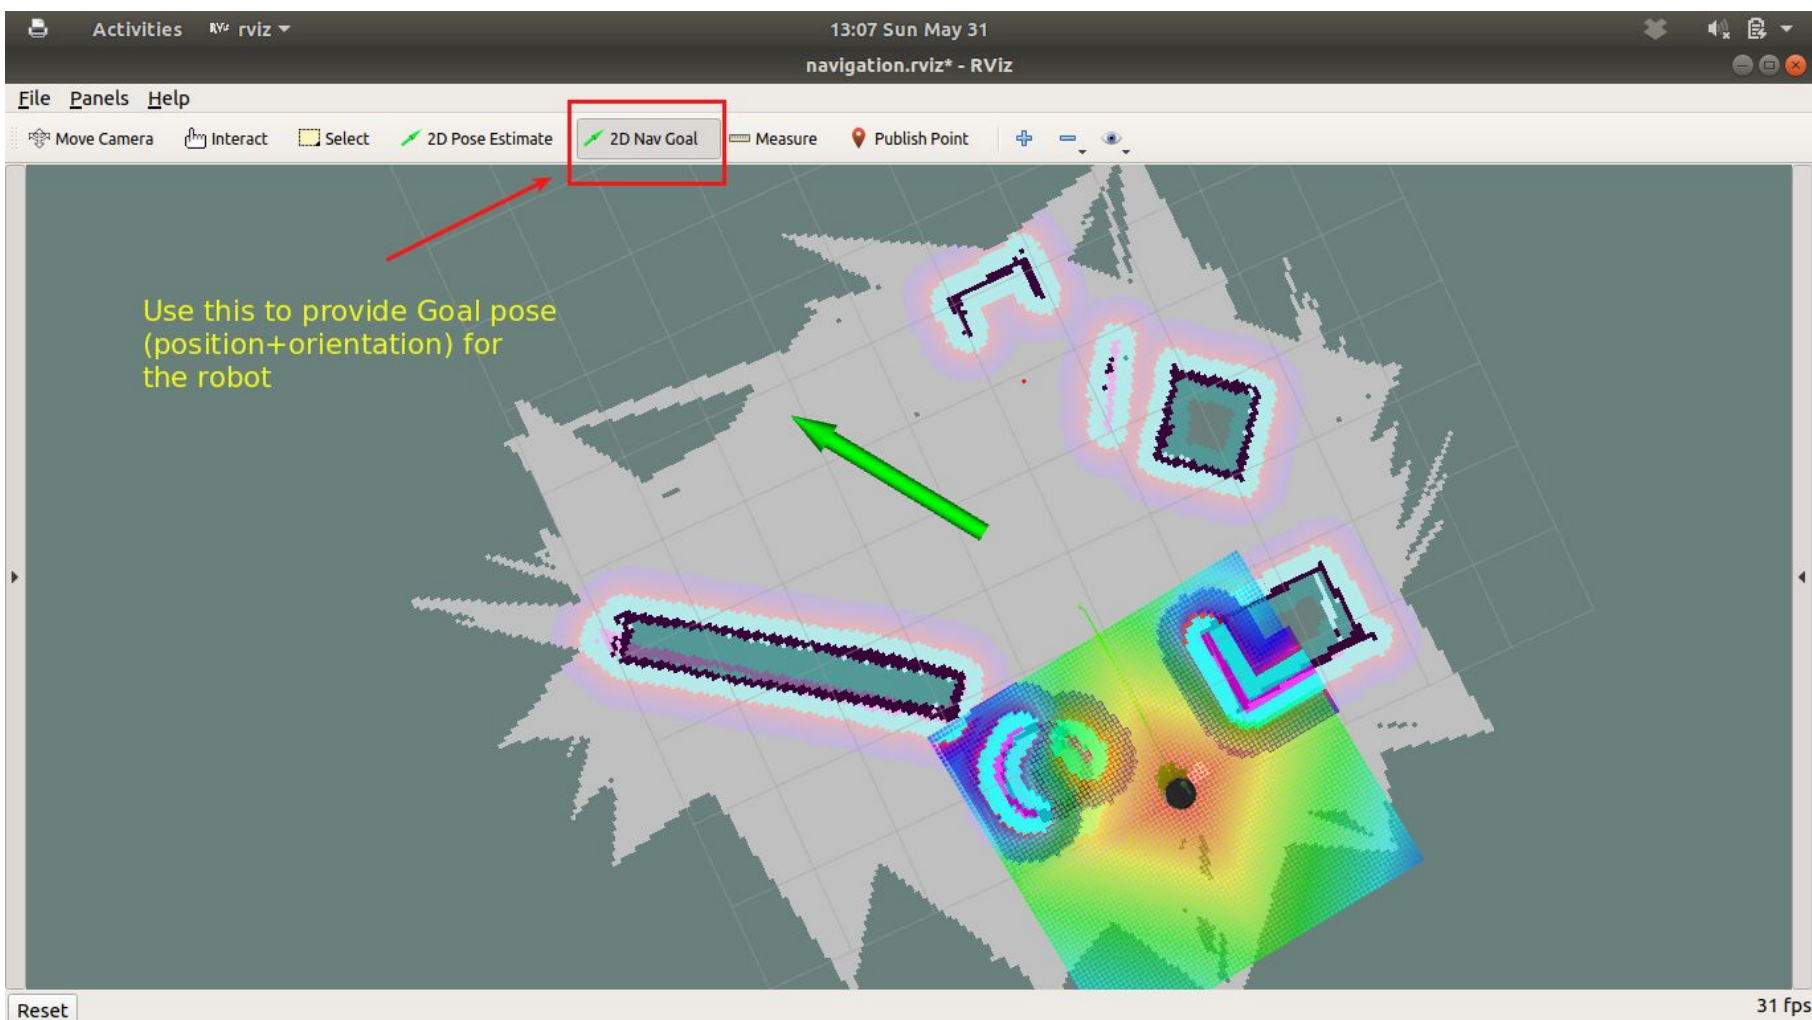 Activities RViz rviz
13:07 Sun May 31
navigation.rviz* - RViz
File Panels Help
Move Camera Interact Select 2D Pose Estimate 2D Nav Goal Measure Publish Point
Use this to provide Goal pose
(position+orientation) for
the robot
Reset
31 fps